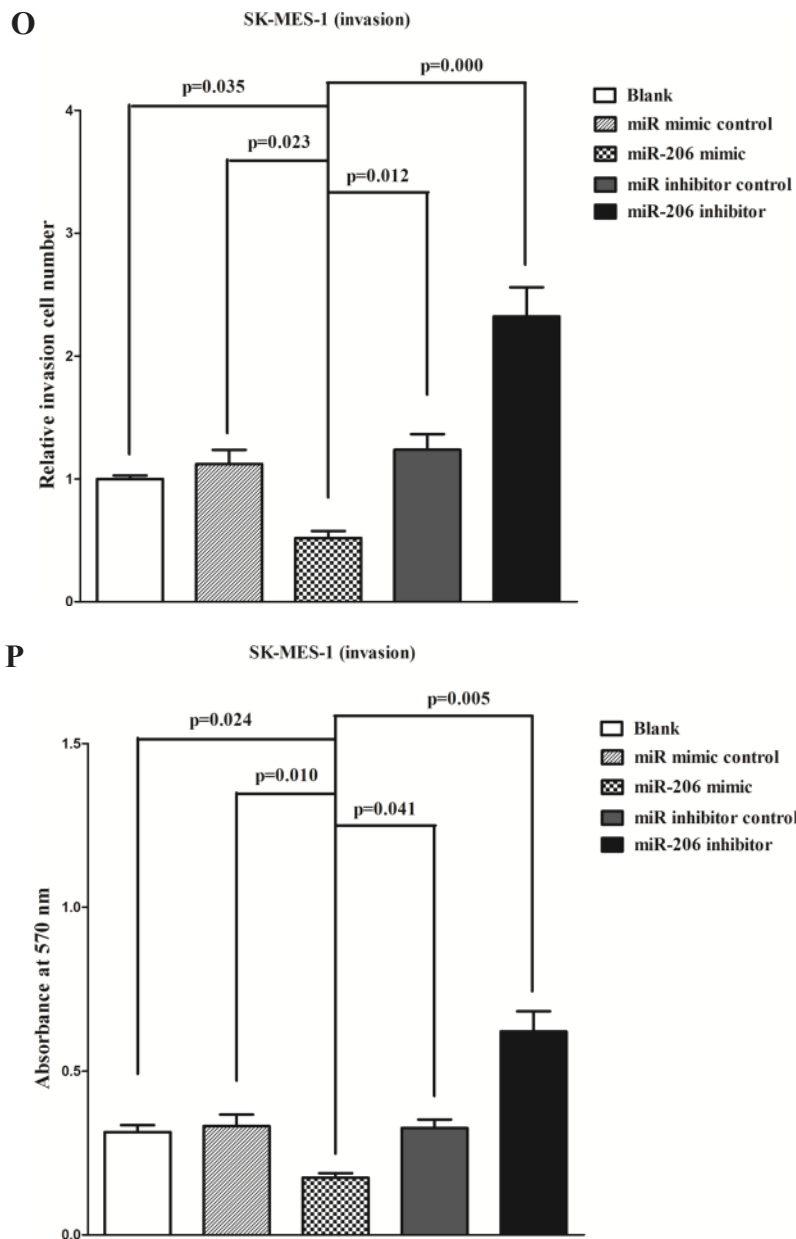 O
SK-MES-1 (invasion)
p=0.000
p=0.035
p=0.023
p=0.012
Blank
miR mimic control
miR-206 mimic
miR inhibitor control
miR-206 inhibitor
Relative invasion cell number
4
3
2
1
0
P
SK-MES-1 (invasion)
p=0.005
p=0.024
p=0.010
p=0.041
Blank
miR mimic control
miR-206 mimic
miR inhibitor control
miR-206 inhibitor
Absorbance at 570 nm
1.5
1.0
0.5
0.0